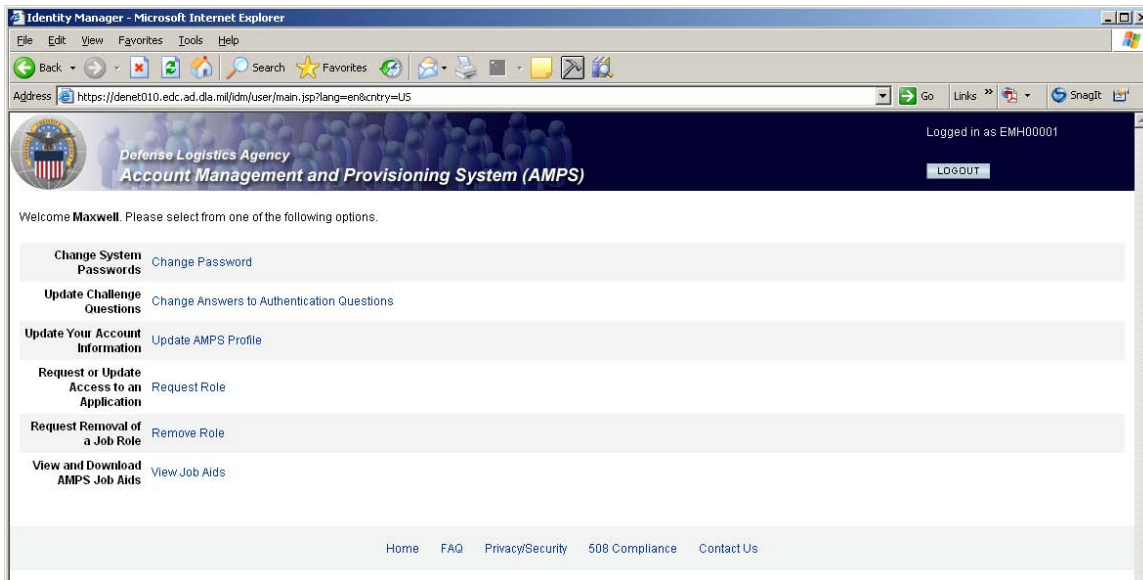 Identity Manager - Microsoft Internet Explorer
File Edit View Favorites Tools Help
Back Search Favorites
Address https://denet010.edc.ad.dla.mil/idm/user/main.jsp?lang=en&cntry=US Go Links » SnagIt
Defense Logistics Agency
Account Management and Provisioning System (AMPS)
Logged in as EMH00001
LOGOUT
Welcome Maxwell. Please select from one of the following options.
Change System
Passwords
Change Password
Update Challenge
Questions
Change Answers to Authentication Questions
Update Your Account
Information
Update AMPS Profile
Request or Update
Access to an
Application
Request Role
Request Removal of
a Job Role
Remove Role
View and Download
AMPS Job Aids
View Job Aids
Home FAQ Privacy/Security 508 Compliance Contact Us